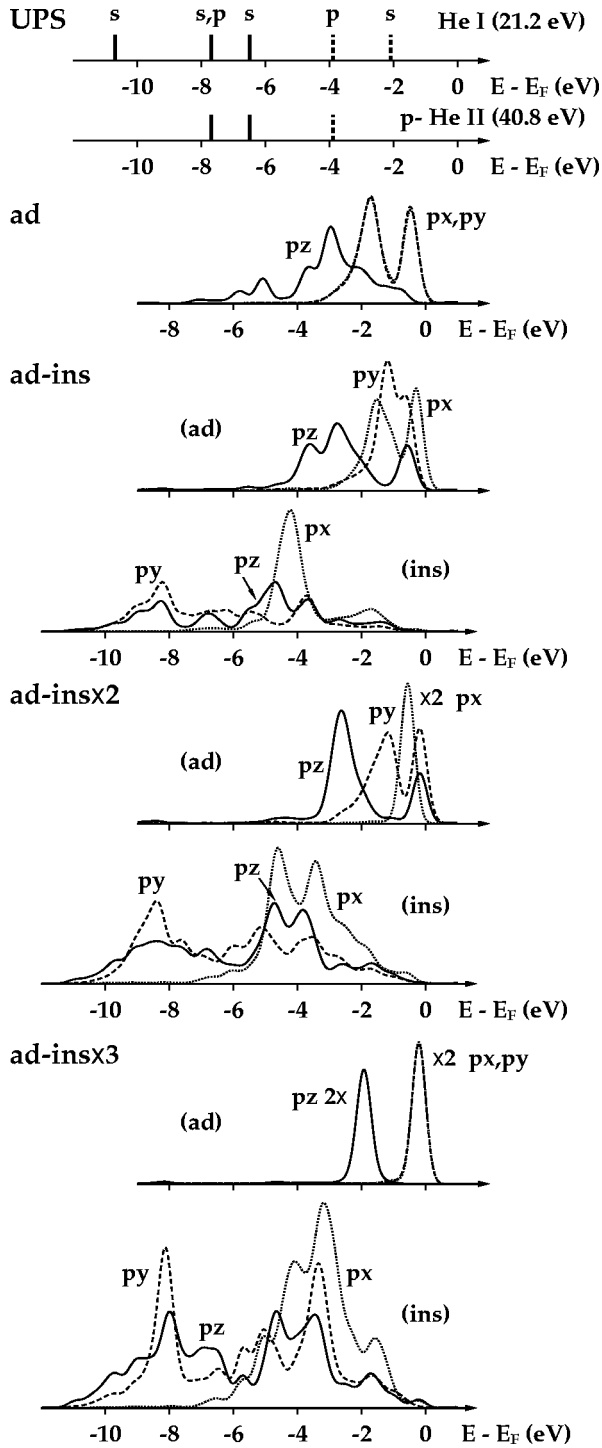 UPS s s,p s p s He I (21.2 eV)
-10 -8 -6 -4 -2 0 E - EF (eV)
p- He II (40.8 eV)
-10 -8 -6 -4 -2 0 E - EF (eV)
ad
pz px,py
-8 -6 -4 -2 0 E - EF (eV)
ad-ins
(ad) pz py px
py pz px (ins)
-10 -8 -6 -4 -2 0 E - EF (eV)
ad-insx2
(ad) pz py x2 px
py pz px (ins)
-10 -8 -6 -4 -2 0 E - EF (eV)
ad-insx3
(ad) pz 2x x2 px,py
py pz px (ins)
-10 -8 -6 -4 -2 0 E - EF (eV)